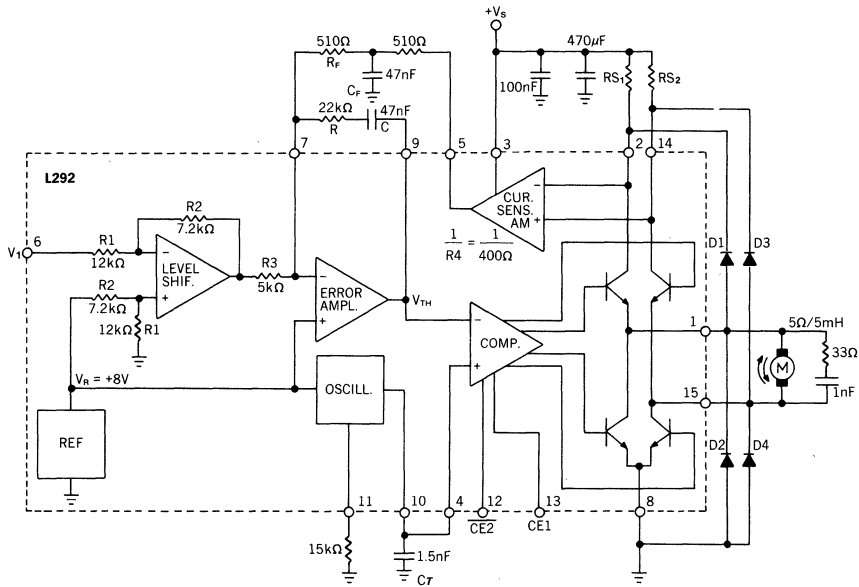 +Vs
510Ω
510Ω
470μF
RF
RS1
RS2
47nF
CF
100nF
22kΩ
47nF
R
C
7
9
5
3
2
14
L292
R2
7.2kΩ
CUR.
SENS.
AM
1/R4 = 1/400Ω
V1
6
R1
12kΩ
LEVEL
SHIF.
R3
5kΩ
ERROR
AMPL.
VTH
R2
7.2kΩ
12kΩ
R1
COMP.
D1
D3
1
5Ω/5mH
33Ω
M
1nF
15
VR = +8V
OSCILL.
REF
D2
D4
11
10
4
12
13
8
CE2
CE1
15kΩ
1.5nF
CT